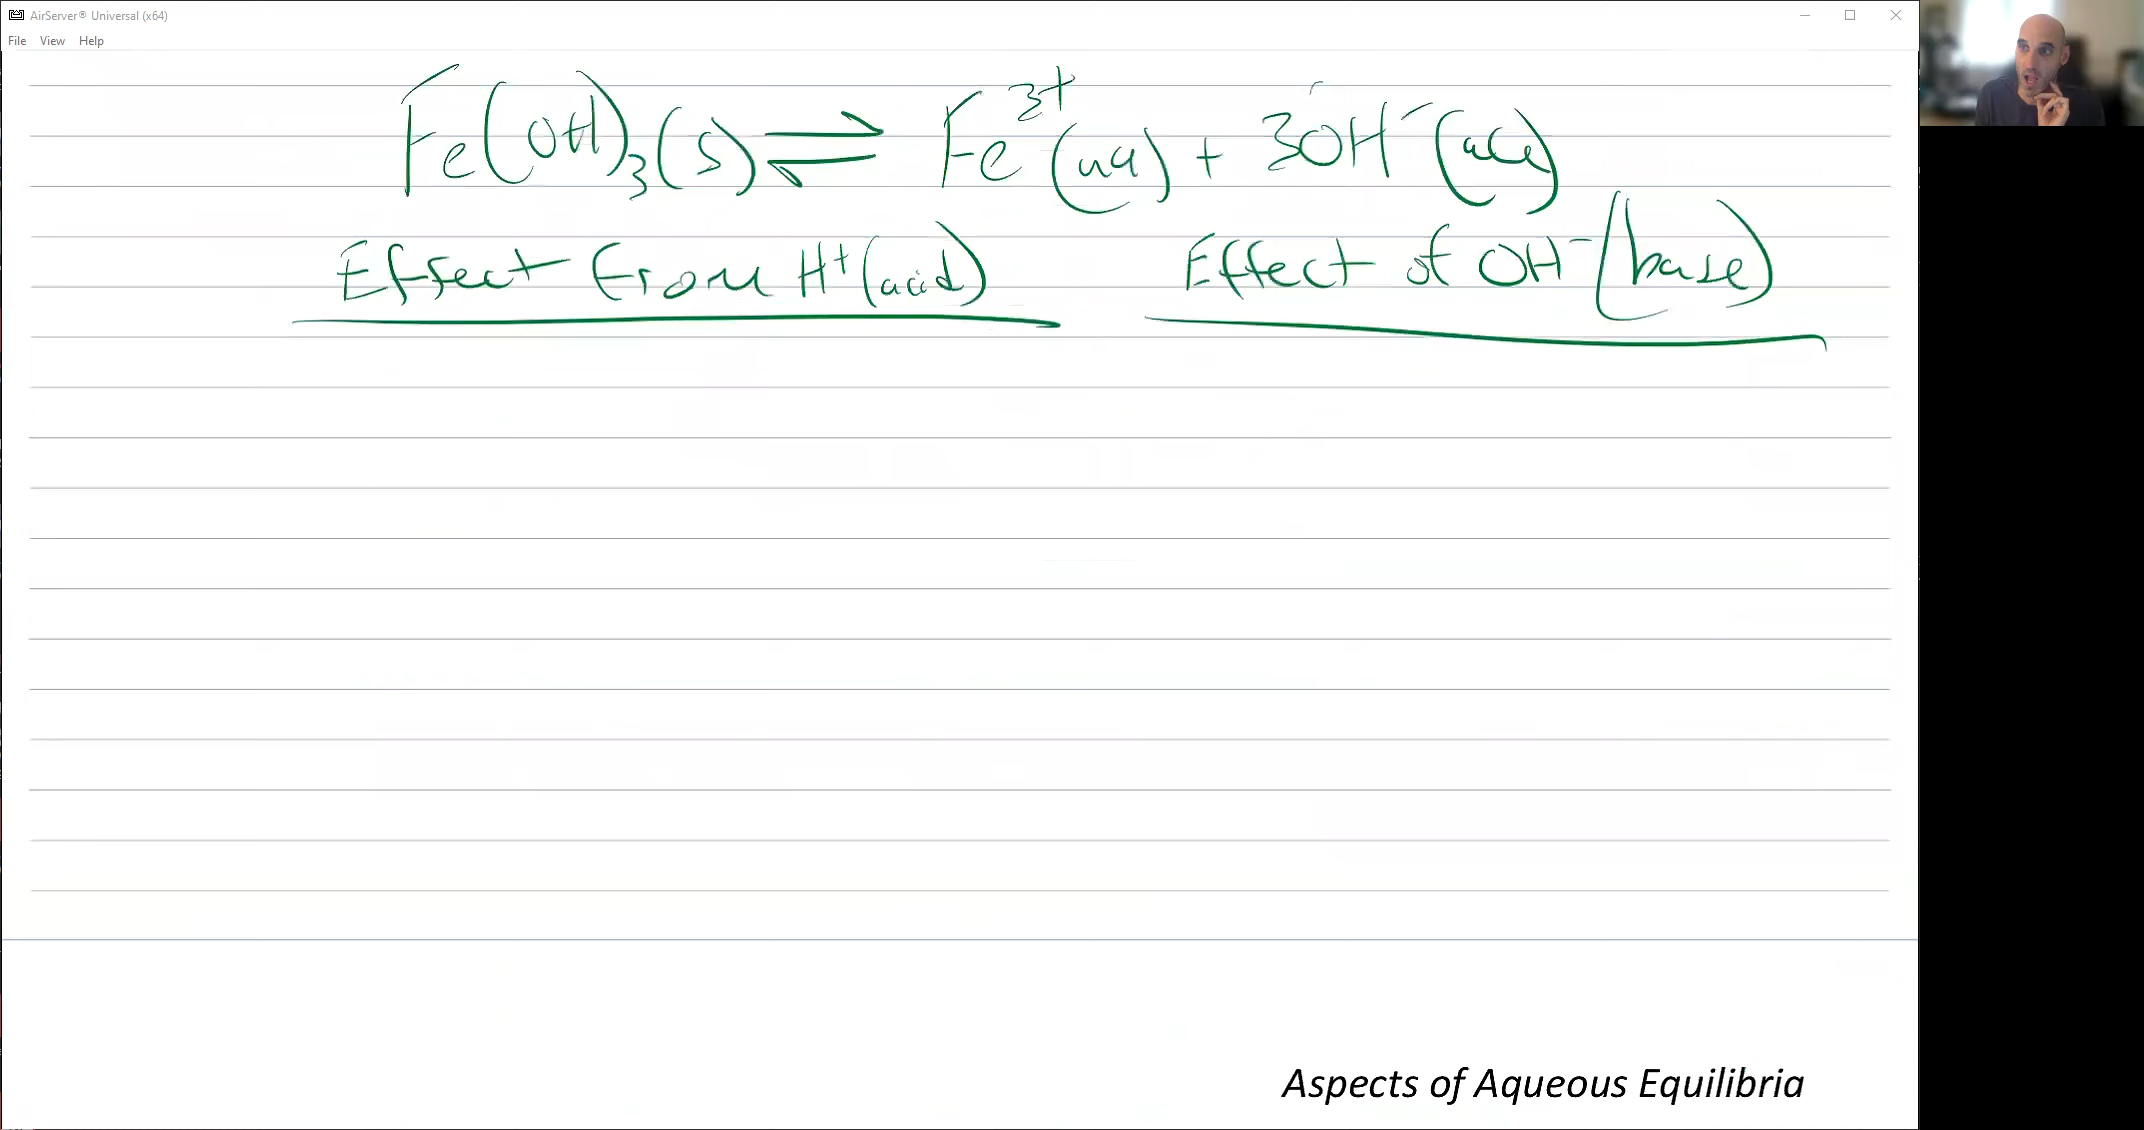 AirServer® Universal (x64)
File View Help
Fe(OH)₃(s) ⇌ Fe³⁺(aq) + 3OH⁻(aq)
Effect from H⁺(acid)
Effect of OH⁻(base)
Aspects of Aqueous Equilibria